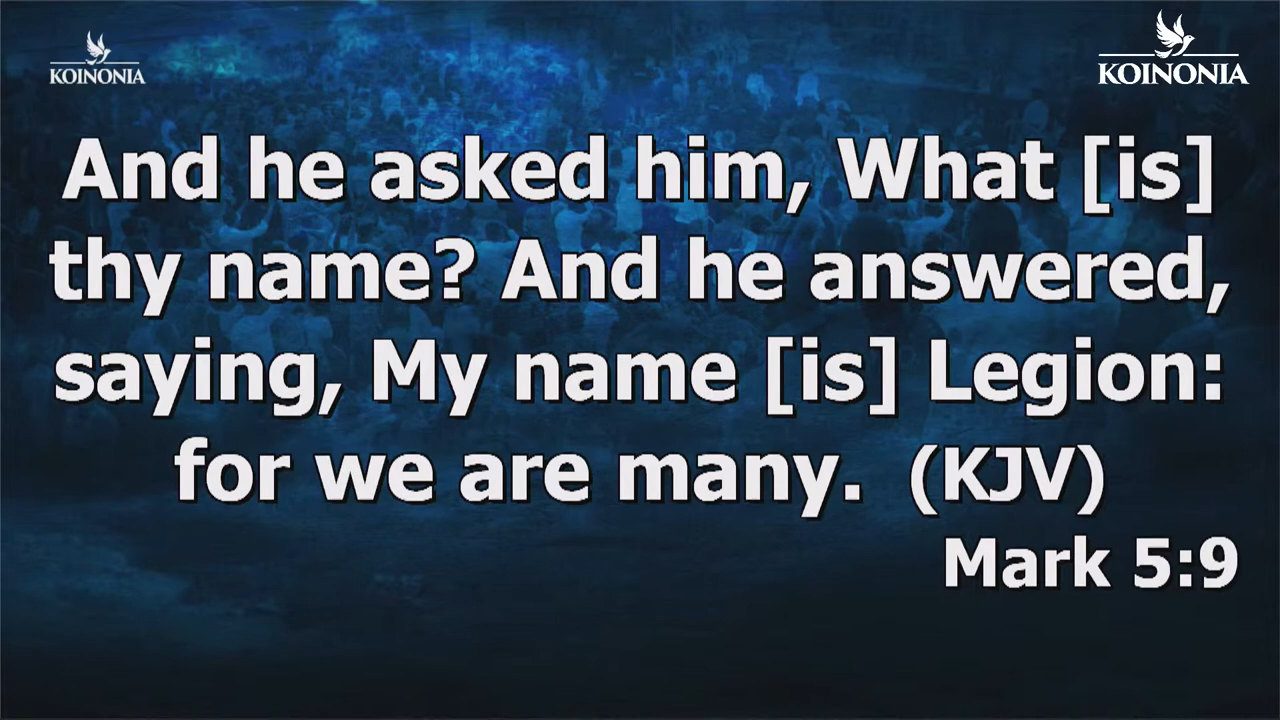 KOINONIA
KOINONIA
And he asked him, What [is]
thy name? And he answered,
saying, My name [is] Legion:
for we are many. (KJV)
Mark 5:9